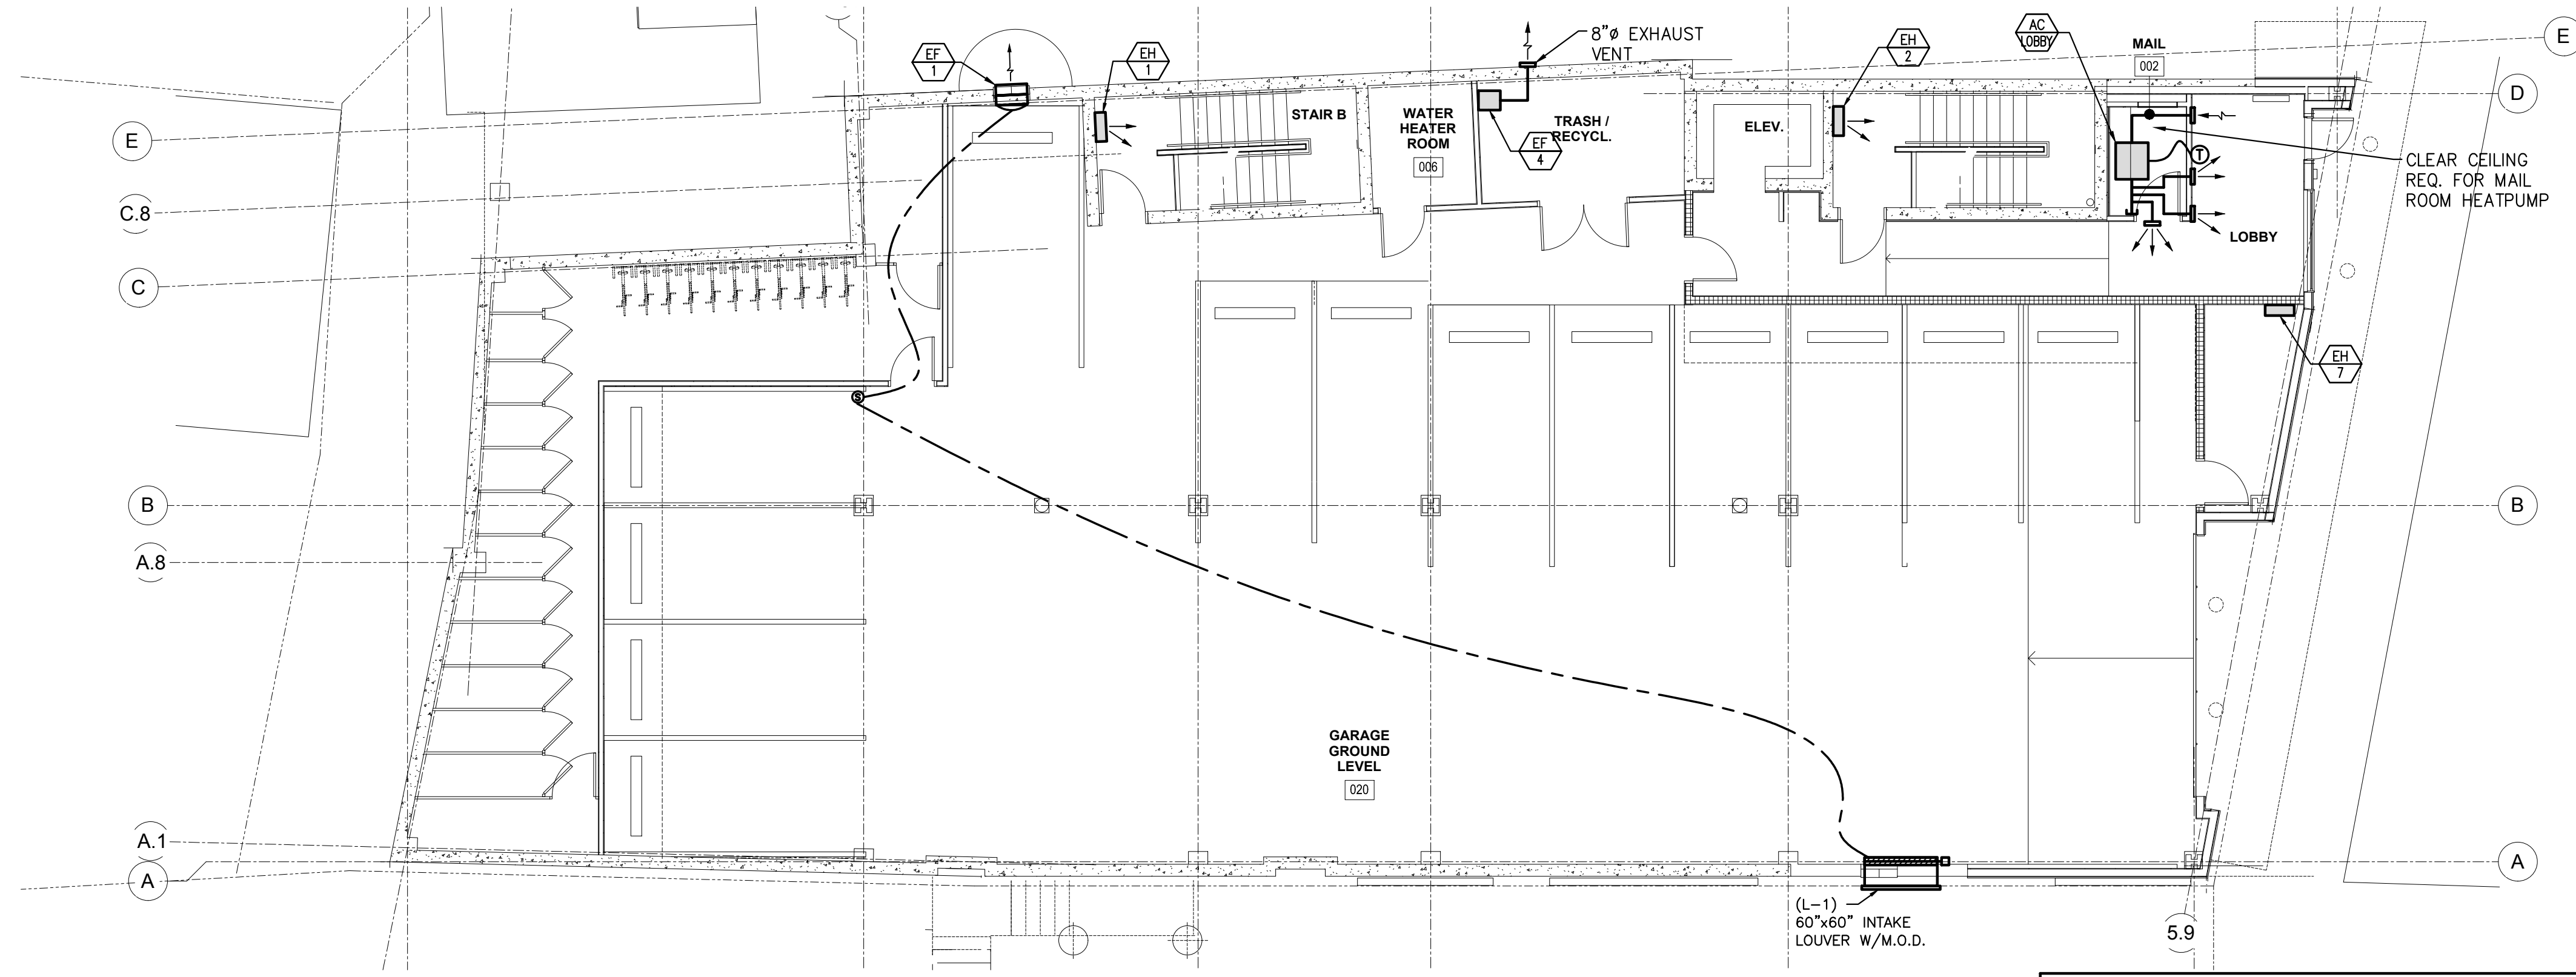 8"ø EXHAUST
VENT
EF
1
EH
1
EH
2
AC
LOBBY
MAIL
002
E
D
E
STAIR B
WATER
HEATER
ROOM
006
TRASH /
RECYCL.
EF
4
ELEV.
T
CLEAR CEILING
REQ. FOR MAIL
ROOM HEATPUMP
C.8
LOBBY
C
EH
7
S
B
B
A.8
GARAGE
GROUND
LEVEL
020
A.1
A
A
(L-1)
60"x60" INTAKE
LOUVER W/M.O.D.
5.9